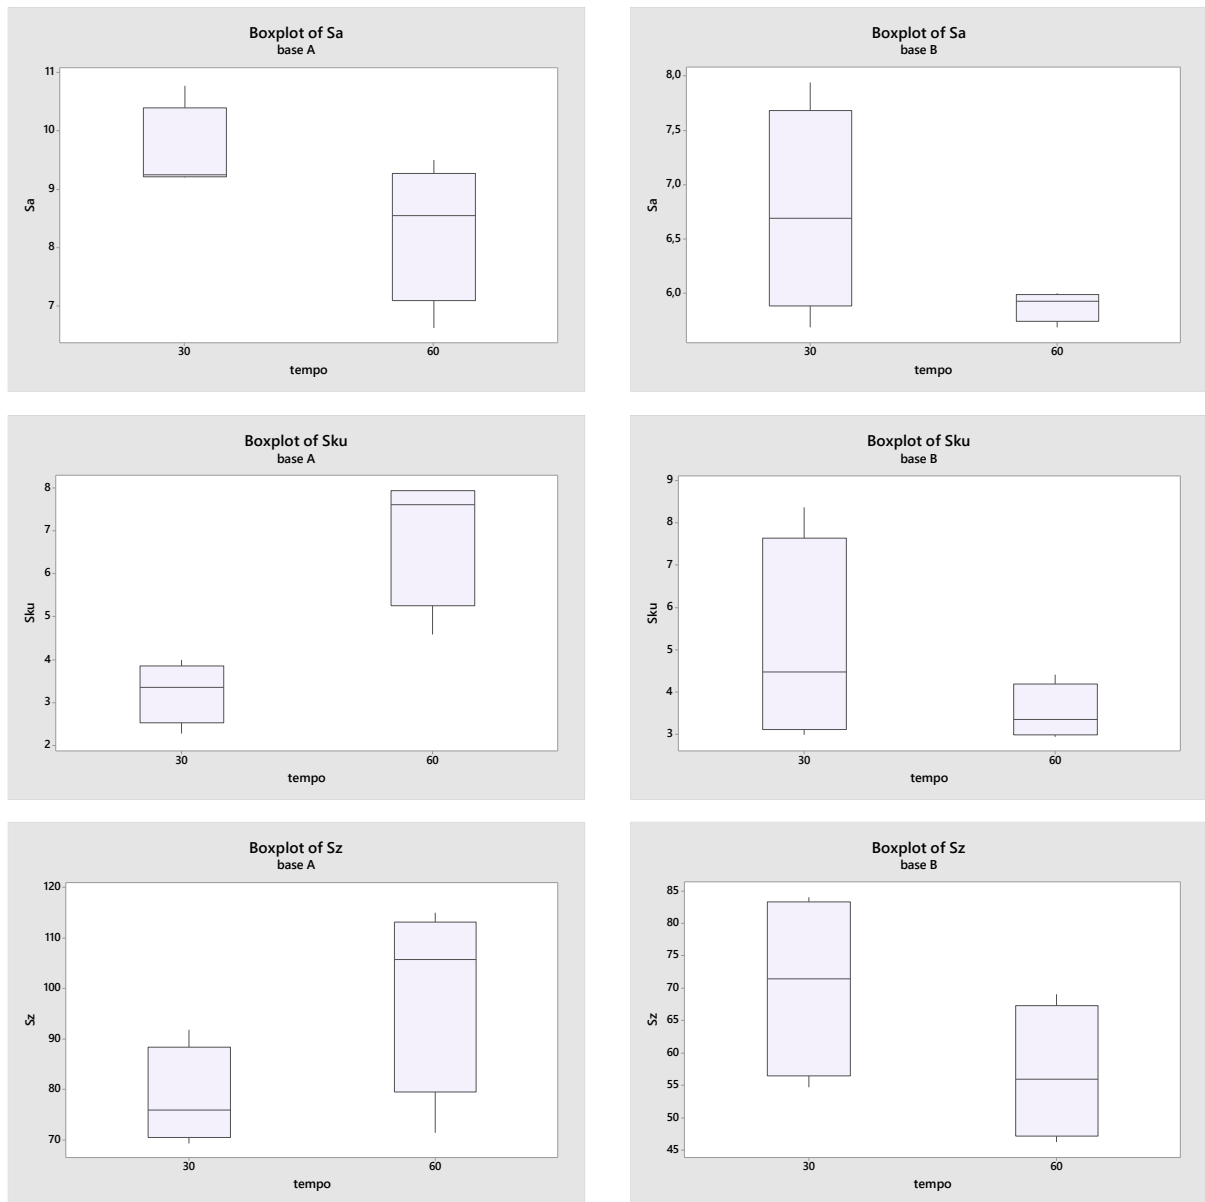 Boxplot of Sa
base A
11
10
9
8
7
Sa
30
60
tempo
Boxplot of Sa
base B
8,0
7,5
7,0
6,5
6,0
Sa
30
60
tempo
Boxplot of Sku
base A
8
7
6
5
4
3
2
Sku
30
60
tempo
Boxplot of Sku
base B
9
8
7
6
5
4
3
Sku
30
60
tempo
Boxplot of Sz
base A
120
110
100
90
80
70
Sz
30
60
tempo
Boxplot of Sz
base B
85
80
75
70
65
60
55
50
45
Sz
30
60
tempo